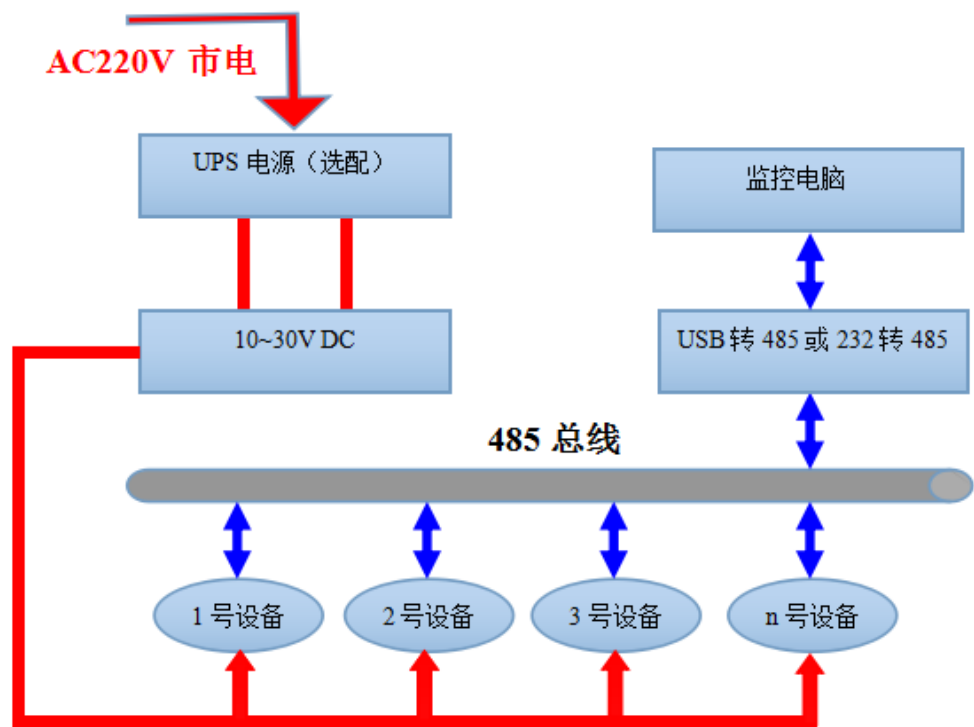 AC220V 市电
UPS 电源（选配）
监控电脑
10~30V DC
USB 转 485 或 232 转 485
485 总线
1 号设备
2 号设备
3 号设备
n 号设备